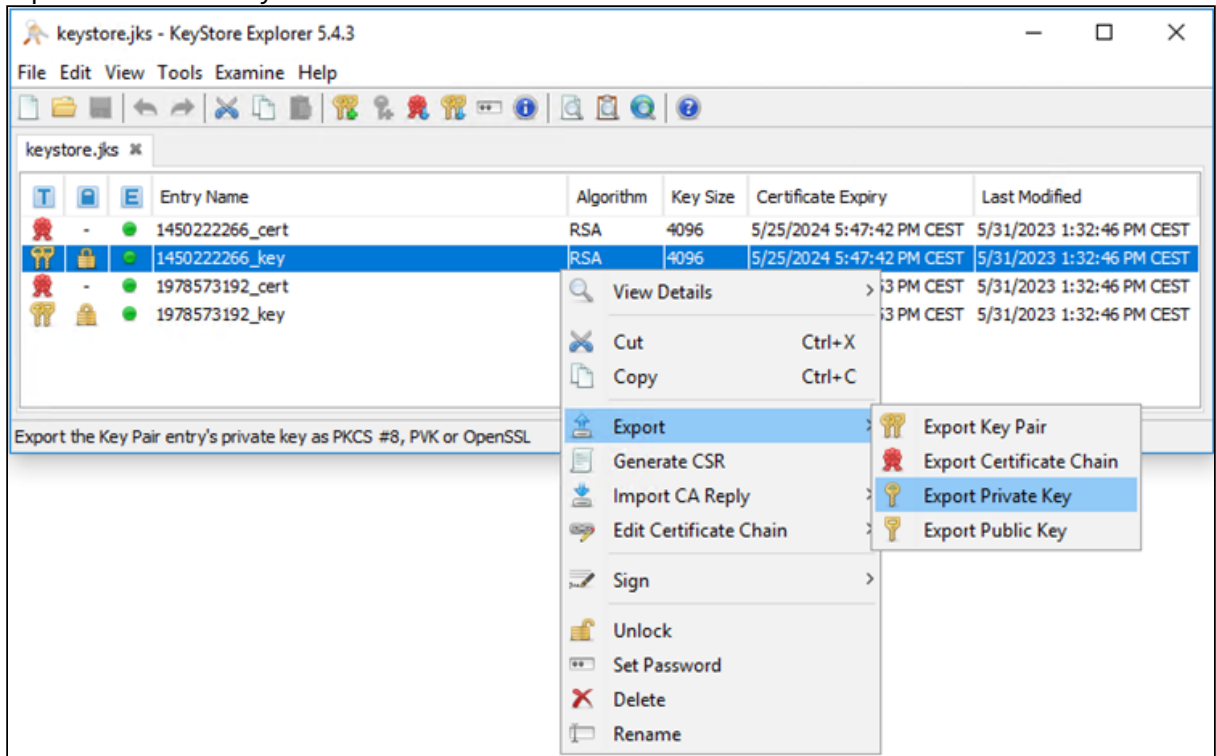 keystore.jks - KeyStore Explorer 5.4.3
File Edit View Tools Examine Help
keystore.jks
T E Entry Name Algorithm Key Size Certificate Expiry Last Modified
- 1450222266_cert RSA 4096 5/25/2024 5:47:42 PM CEST 5/31/2023 1:32:46 PM CEST
1450222266_key RSA 4096 5/25/2024 5:47:42 PM CEST 5/31/2023 1:32:46 PM CEST
- 1978573192_cert 53 PM CEST 5/31/2023 1:32:46 PM CEST
1978573192_key 53 PM CEST 5/31/2023 1:32:46 PM CEST
Export the Key Pair entry's private key as PKCS #8, PVK or OpenSSL
View Details
Cut Ctrl+X
Copy Ctrl+C
Export
Generate CSR
Import CA Reply
Edit Certificate Chain
Sign
Unlock
Set Password
Delete
Rename
Export Key Pair
Export Certificate Chain
Export Private Key
Export Public Key